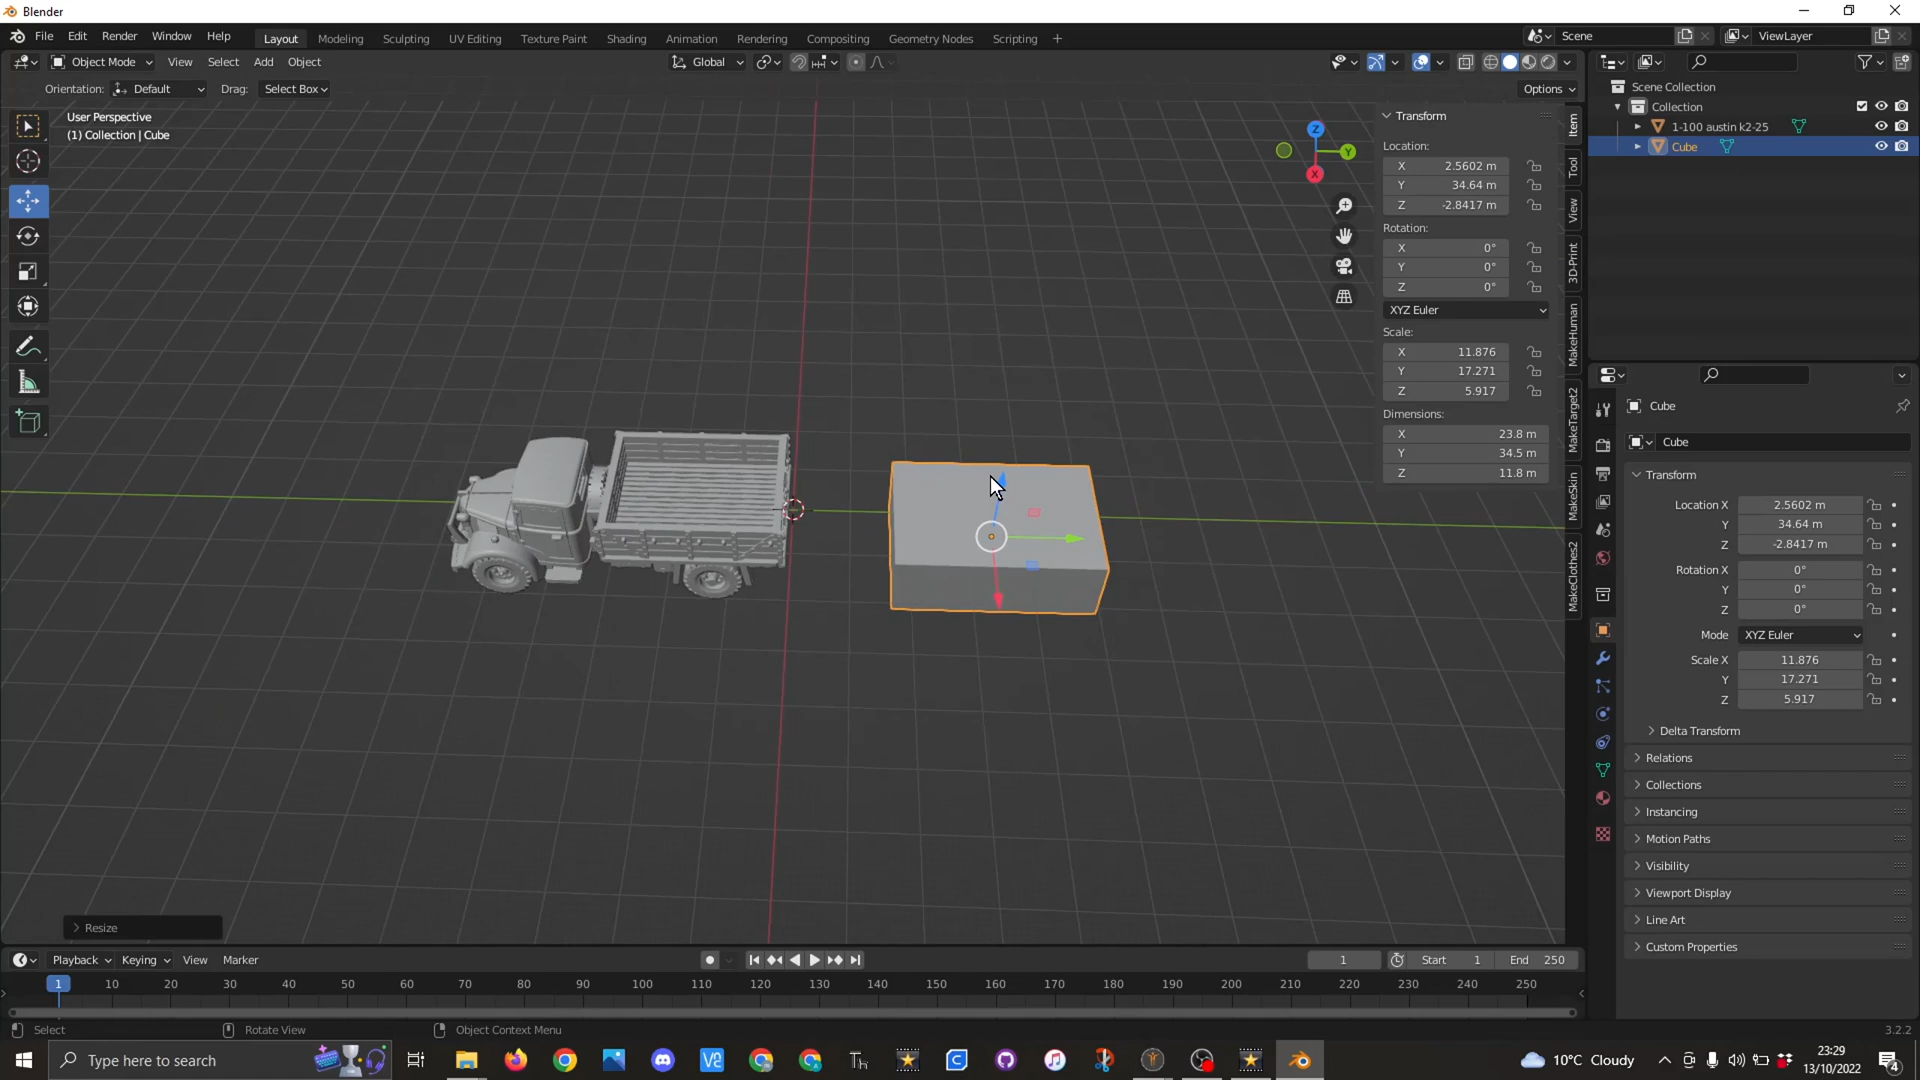 Blender
File Edit Render Window Help
Layout Modeling Sculpting UV Editing Texture Paint Shading Animation Rendering Compositing Geometry Nodes Scripting +
Scene
ViewLayer
Object Mode View Select Add Object
Global
Orientation: Default Drag: Select Box
Options
User Perspective
(1) Collection | Cube
Z
Y
X
Transform
Location:
X 2.5602 m
Y 34.64 m
Z -2.8417 m
Rotation:
X 0°
Y 0°
Z 0°
XYZ Euler
Scale:
X 11.876
Y 17.271
Z 5.917
Dimensions:
X 23.8 m
Y 34.5 m
Z 11.8 m
Item
Tool
View
3D-Print
MakeHuman
MakeTarget2
MakeSkin
MakeClothes2
Scene Collection
Collection
1-100 austin k2-25
Cube
Cube
Cube
Transform
Location X 2.5602 m
Y 34.64 m
Z -2.8417 m
Rotation X 0°
Y 0°
Z 0°
Mode XYZ Euler
Scale X 11.876
Y 17.271
Z 5.917
Delta Transform
Relations
Collections
Instancing
Motion Paths
Visibility
Viewport Display
Line Art
Custom Properties
Resize
Playback Keying View Marker
1 Start 1 End 250
1 10 20 30 40 50 60 70 80 90 100 110 120 130 140 150 160 170 180 190 200 210 220 230 240 250
Select Rotate View Object Context Menu
3.2.2
Type here to search
10°C Cloudy
23:29
13/10/2022
4